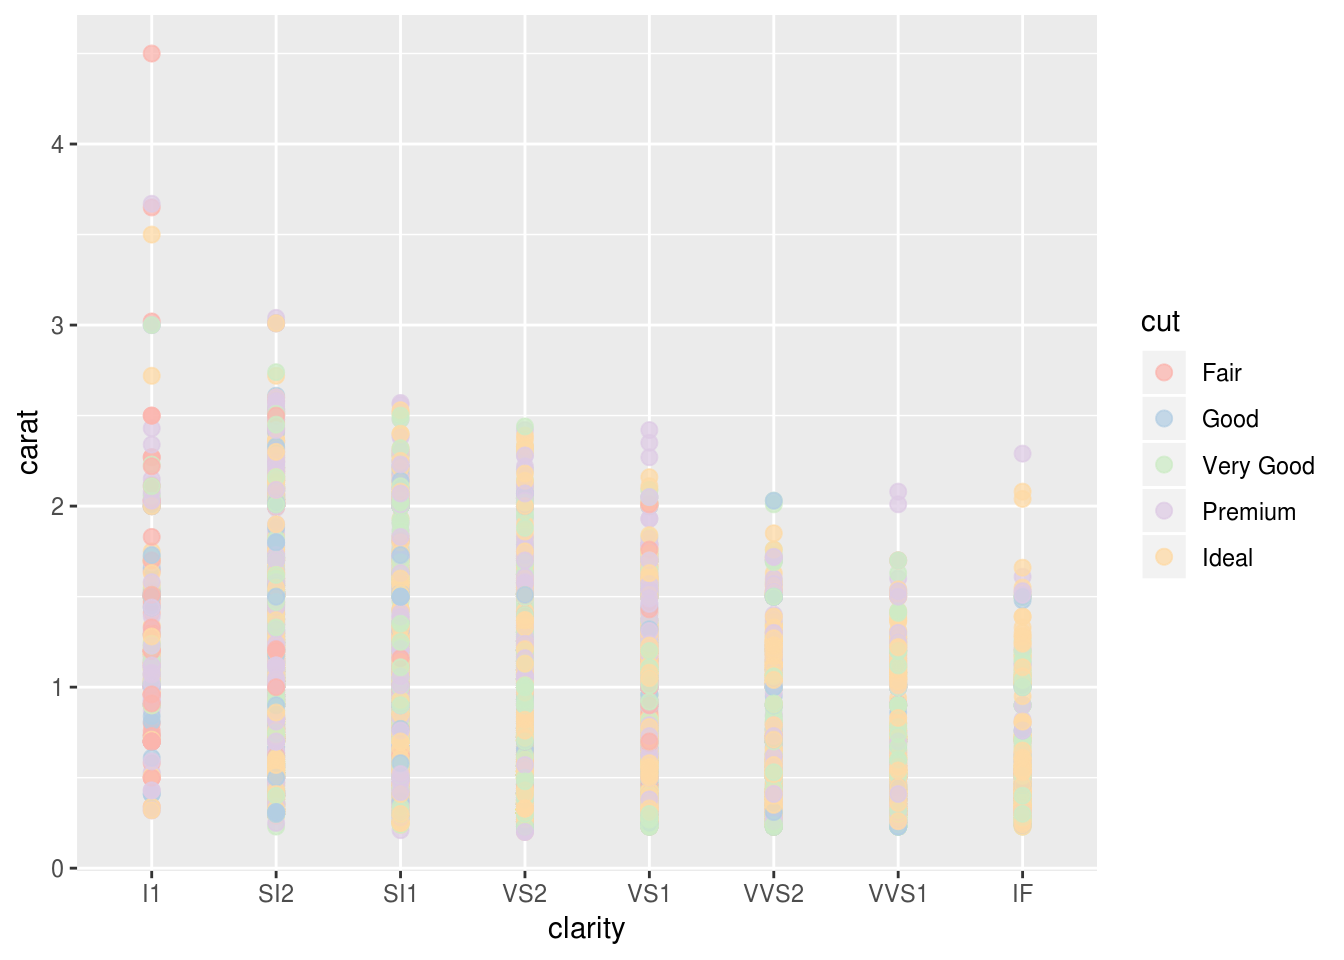 carat
4
3
2
1
0
I1 SI2 SI1 VS2 VS1 VVS2 VVS1 IF
clarity
cut
Fair
Good
Very Good
Premium
Ideal